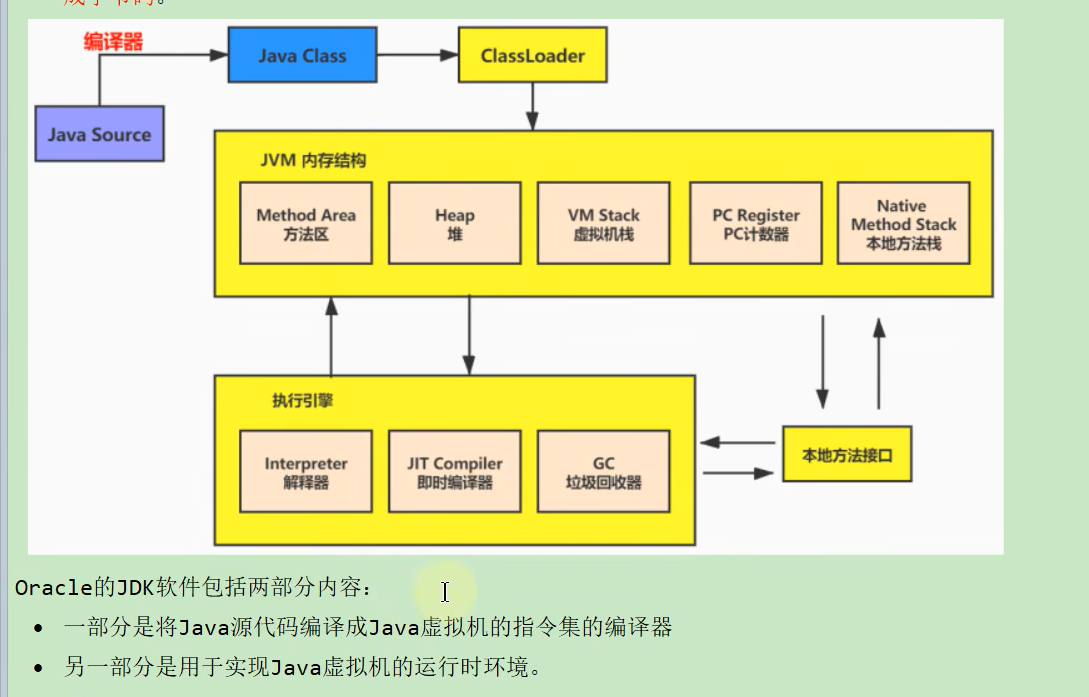 编译器
Java Class
ClassLoader
Java Source
JVM 内存结构
Method Area
方法区
Heap
堆
VM Stack
虚拟机栈
PC Register
PC计数器
Native
Method Stack
本地方法栈
执行引擎
Interpreter
解释器
JIT Compiler
即时编译器
GC
垃圾回收器
本地方法接口
Oracle的JDK软件包括两部分内容：
• 一部分是将Java源代码编译成Java虚拟机的指令集的编译器
• 另一部分是用于实现Java虚拟机的运行时环境。